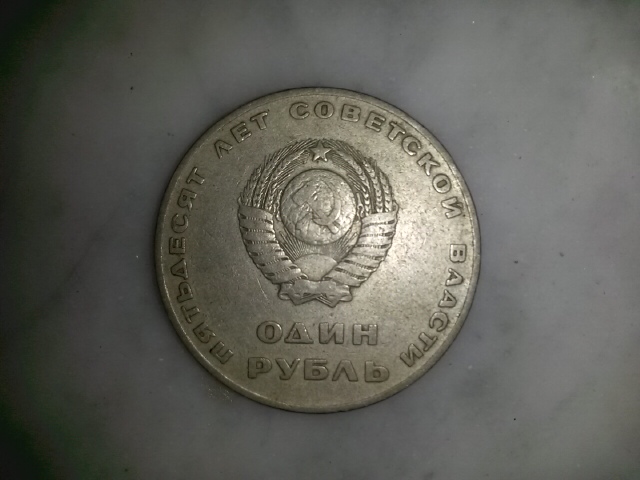 ПЯТЬДЕСЯТ ЛЕТ СОВЕТСКОЙ ВЛАСТИ
ОДИН
РУБЛЬ